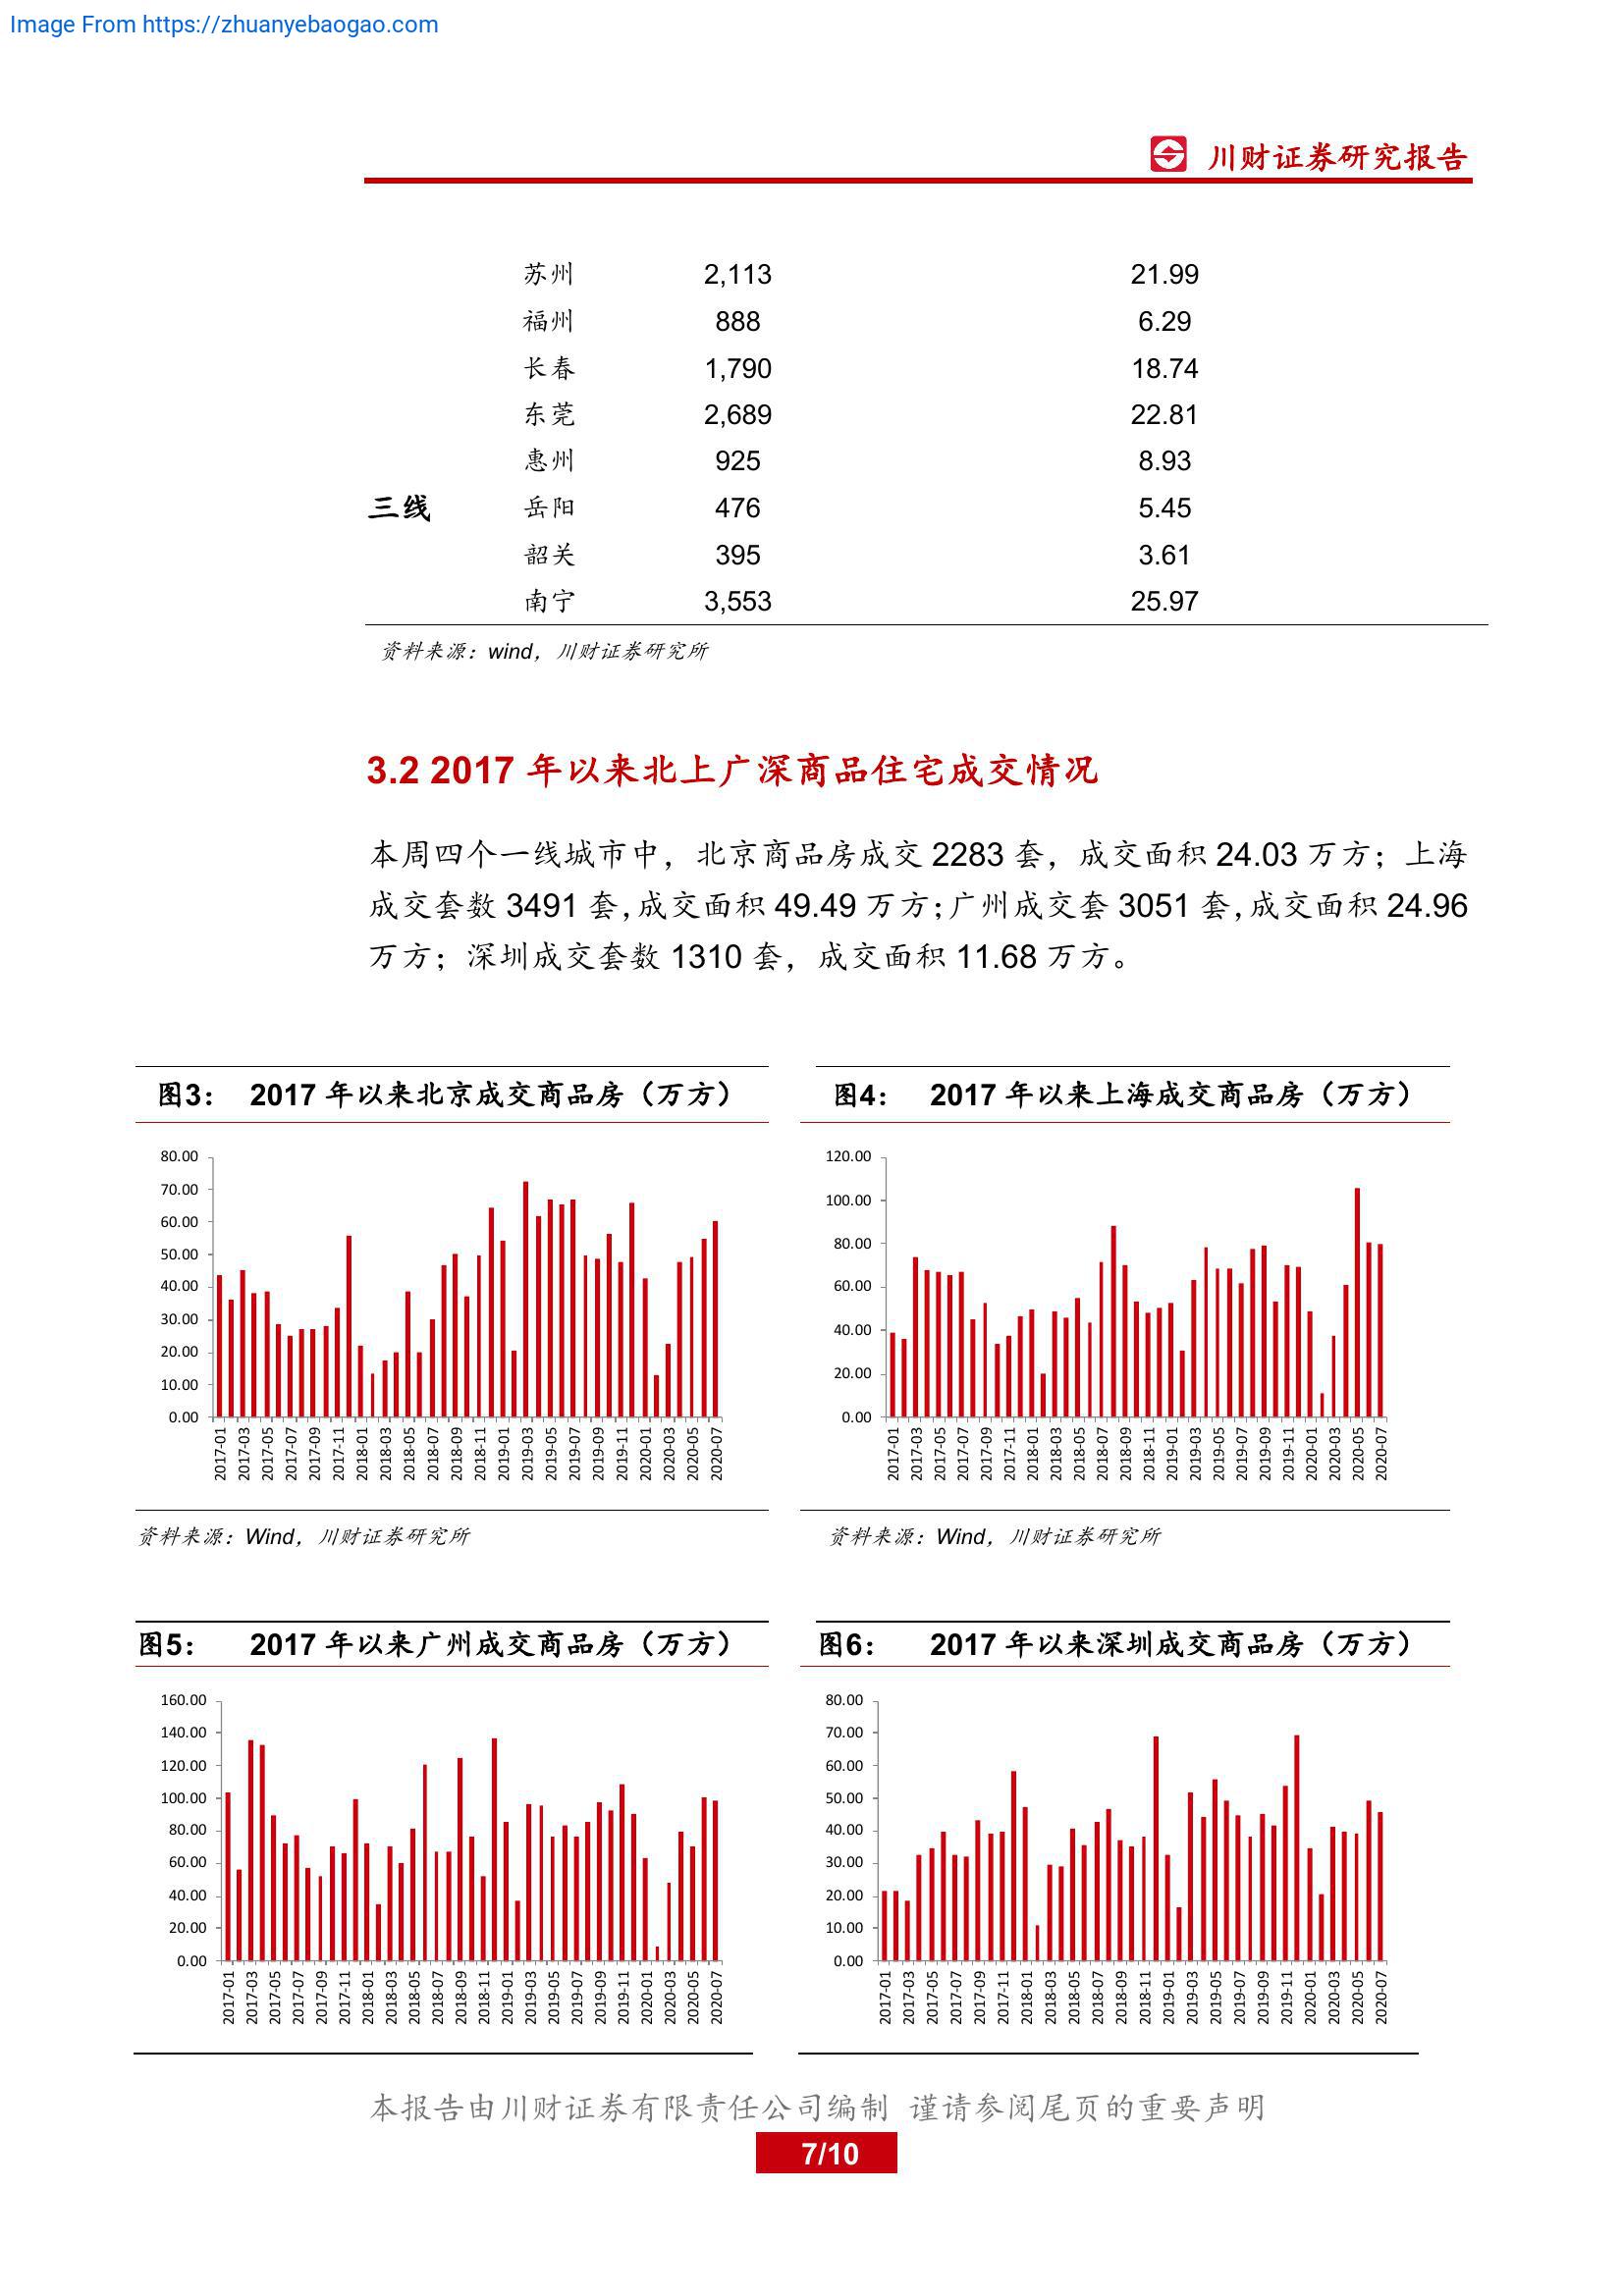 Image From https://zhuanyebaogao.com
川财证券研究报告
苏州 2,113 21.99
福州 888 6.29
长春 1,790 18.74
东莞 2,689 22.81
惠州 925 8.93
三线 岳阳 476 5.45
韶关 395 3.61
南宁 3,553 25.97
资料来源：wind，川财证券研究所
3.2 2017 年以来北上广深商品住宅成交情况
本周四个一线城市中，北京商品房成交 2283 套，成交面积 24.03 万方；上海
成交套数 3491 套，成交面积 49.49 万方；广州成交套 3051 套，成交面积 24.96
万方；深圳成交套数 1310 套，成交面积 11.68 万方。
图3： 2017 年以来北京成交商品房（万方）
80.00
70.00
60.00
50.00
40.00
30.00
20.00
10.00
0.00
2017-01 2017-03 2017-05 2017-07 2017-09 2017-11 2018-01 2018-03 2018-05 2018-07 2018-09 2018-11 2019-01 2019-03 2019-05 2019-07 2019-09 2019-11 2020-01 2020-03 2020-05 2020-07
资料来源：Wind，川财证券研究所
图4： 2017 年以来上海成交商品房（万方）
120.00
100.00
80.00
60.00
40.00
20.00
0.00
2017-01 2017-03 2017-05 2017-07 2017-09 2017-11 2018-01 2018-03 2018-05 2018-07 2018-09 2018-11 2019-01 2019-03 2019-05 2019-07 2019-09 2019-11 2020-01 2020-03 2020-05 2020-07
资料来源：Wind，川财证券研究所
图5： 2017 年以来广州成交商品房（万方）
160.00
140.00
120.00
100.00
80.00
60.00
40.00
20.00
0.00
2017-01 2017-03 2017-05 2017-07 2017-09 2017-11 2018-01 2018-03 2018-05 2018-07 2018-09 2018-11 2019-01 2019-03 2019-05 2019-07 2019-09 2019-11 2020-01 2020-03 2020-05 2020-07
图6： 2017 年以来深圳成交商品房（万方）
80.00
70.00
60.00
50.00
40.00
30.00
20.00
10.00
0.00
2017-01 2017-03 2017-05 2017-07 2017-09 2017-11 2018-01 2018-03 2018-05 2018-07 2018-09 2018-11 2019-01 2019-03 2019-05 2019-07 2019-09 2019-11 2020-01 2020-03 2020-05 2020-07
本报告由川财证券有限责任公司编制 谨请参阅尾页的重要声明
7/10